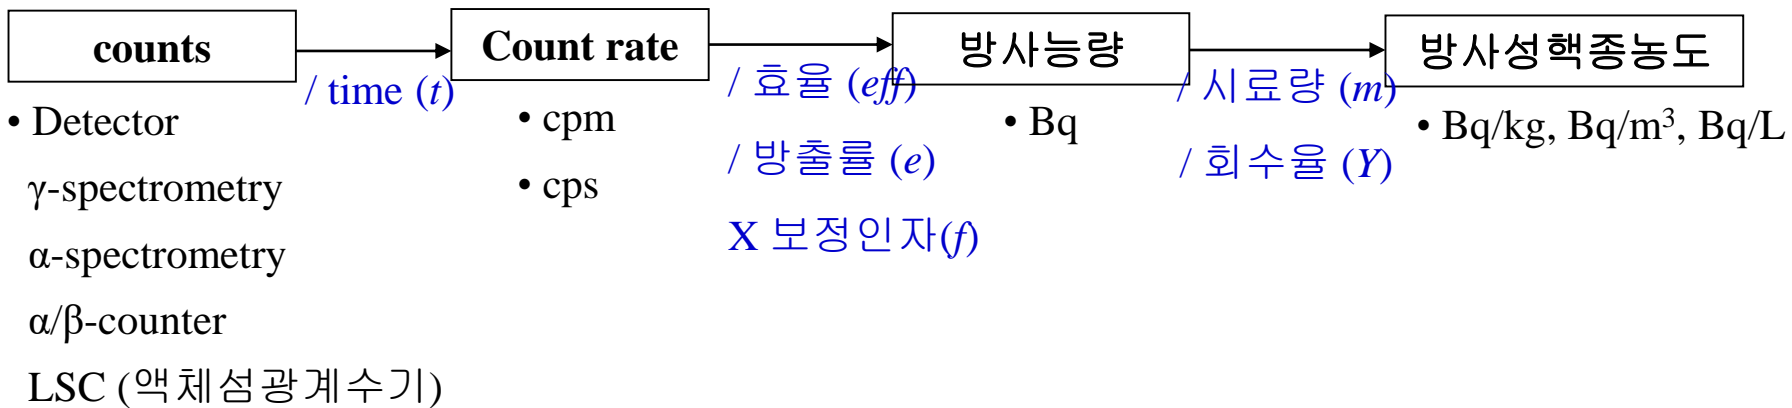 counts
/ time (t)
Count rate
/ 효율 (eff)
/ 방출률 (e)
X 보정인자(f)
방사능량
/ 시료량 (m)
/ 회수율 (Y)
방사성핵종농도
• Detector
γ-spectrometry
α-spectrometry
α/β-counter
LSC (액체섬광계수기)
• cpm
• cps
• Bq
• Bq/kg, Bq/m³, Bq/L